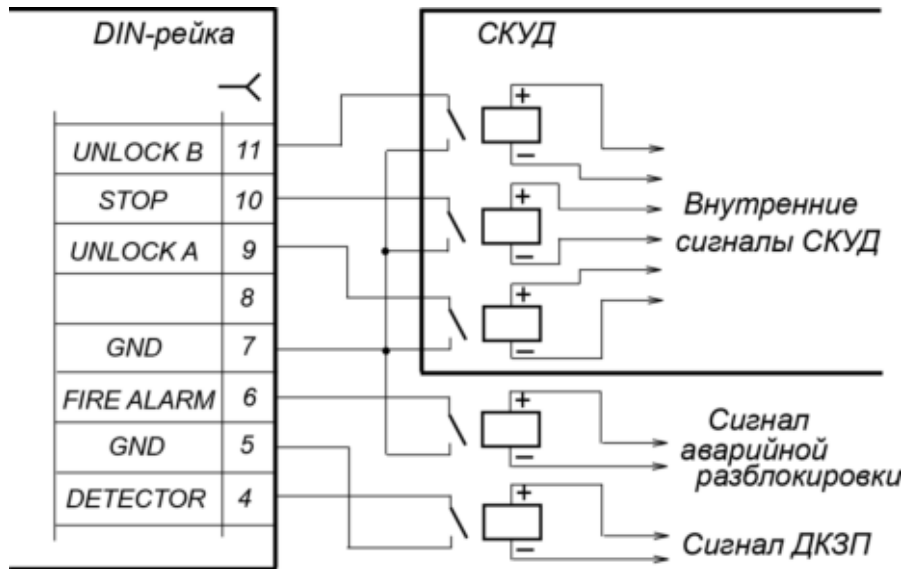 DIN-рейка
СКУД
UNLOCK B 11
STOP 10
UNLOCK A 9
8
GND 7
FIRE ALARM 6
GND 5
DETECTOR 4
+
−
+
−
+
−
Внутренние
сигналы СКУД
+
−
Сигнал
аварийной
разблокировки
+
−
Сигнал ДКЗП